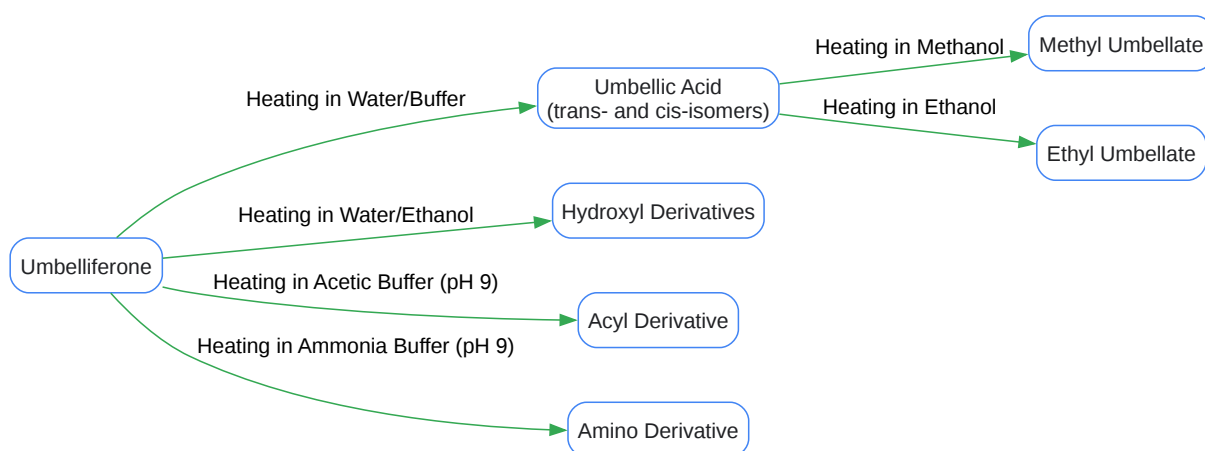 Heating in Methanol
Methyl Umbellate
Umbellic Acid
(trans- and cis-isomers)
Heating in Water/Buffer
Heating in Ethanol
Ethyl Umbellate
Heating in Water/Ethanol
Hydroxyl Derivatives
Umbelliferone
Heating in Acetic Buffer (pH 9)
Acyl Derivative
Heating in Ammonia Buffer (pH 9)
Amino Derivative